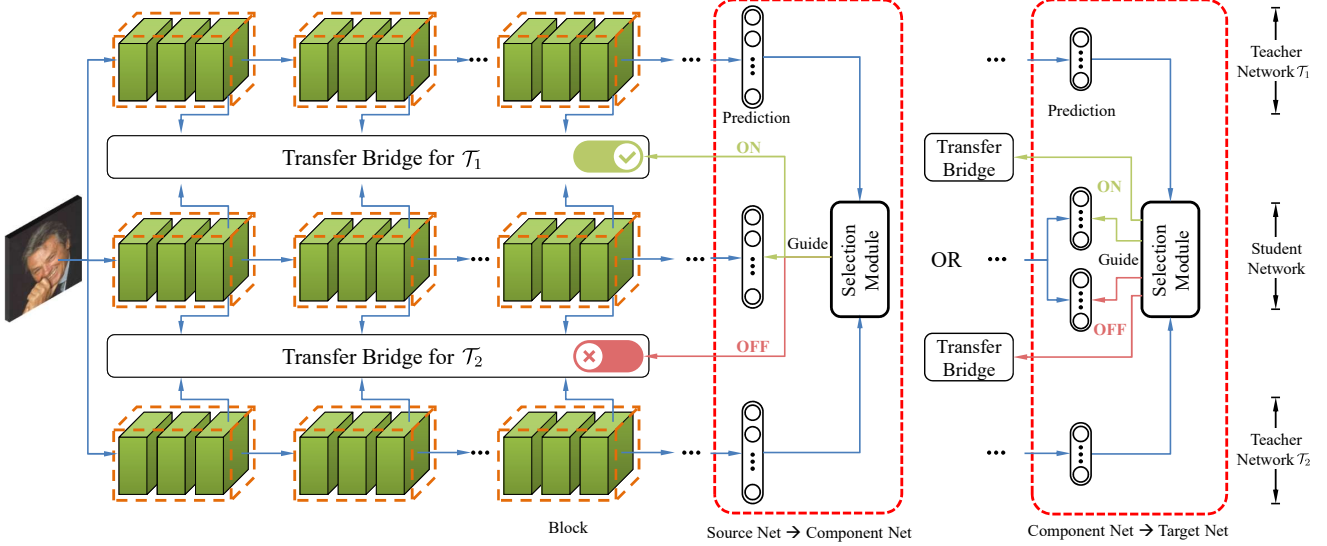 Prediction
Transfer Bridge for 𝒯₁
ON
Guide
Selection
Module
Transfer Bridge for 𝒯₂
OFF
Block
Source Net → Component Net
OR
Prediction
Transfer
Bridge
ON
Guide
OFF
Selection
Module
Transfer
Bridge
Component Net → Target Net
Teacher
Network 𝒯₁
Student
Network
Teacher
Network 𝒯₂